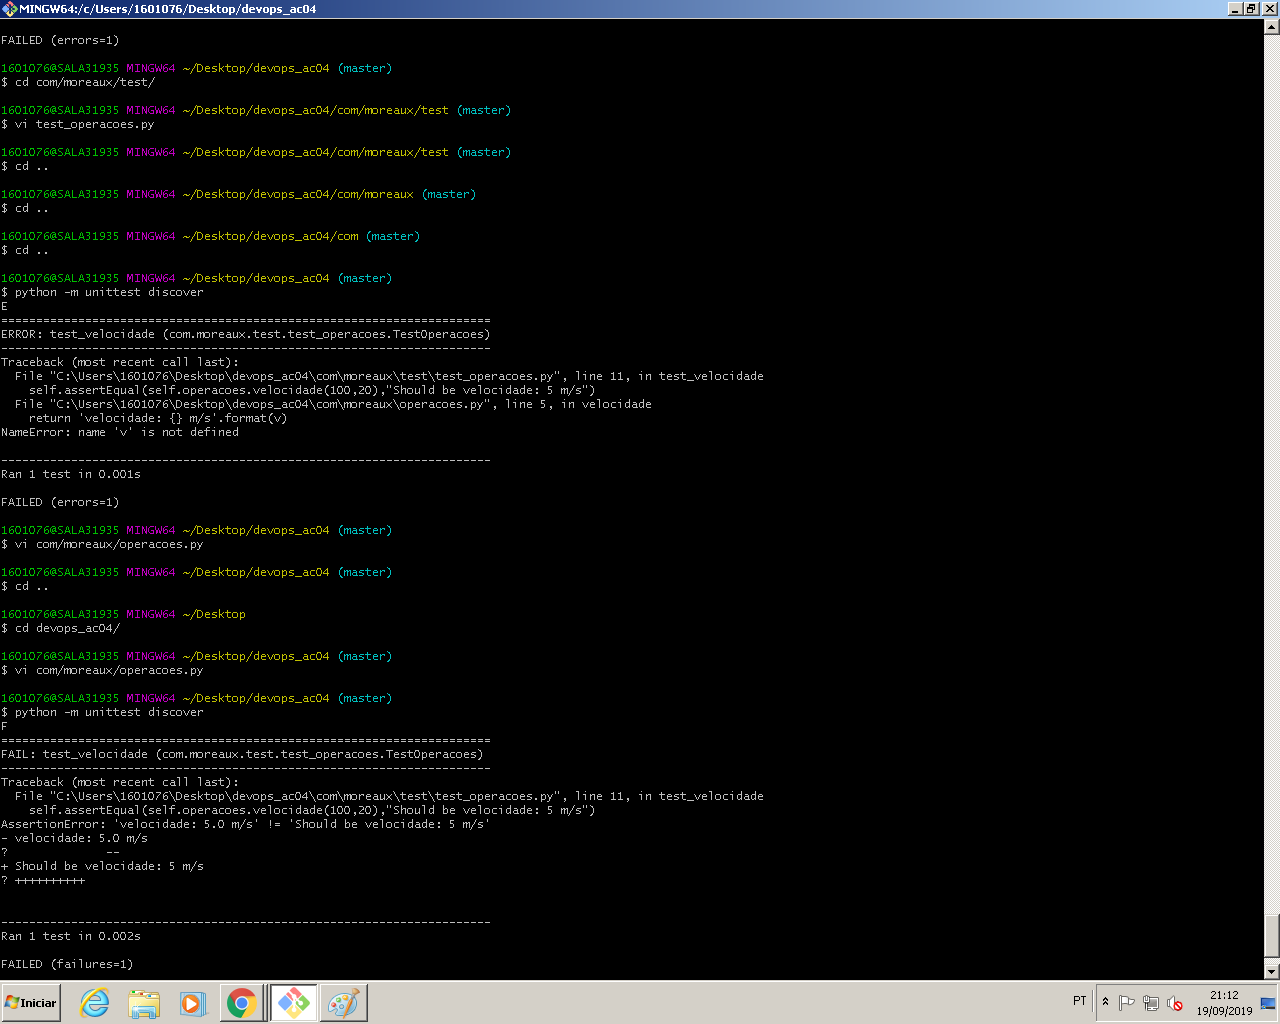 MINGW64:/c/Users/1601076/Desktop/devops_ac04
FAILED (errors=1)
1601076@SALA31935 MINGW64 ~/Desktop/devops_ac04 (master)
$ cd com/moreaux/test/
1601076@SALA31935 MINGW64 ~/Desktop/devops_ac04/com/moreaux/test (master)
$ vi test_operacoes.py
1601076@SALA31935 MINGW64 ~/Desktop/devops_ac04/com/moreaux/test (master)
$ cd ..
1601076@SALA31935 MINGW64 ~/Desktop/devops_ac04/com/moreaux (master)
$ cd ..
1601076@SALA31935 MINGW64 ~/Desktop/devops_ac04/com (master)
$ cd ..
1601076@SALA31935 MINGW64 ~/Desktop/devops_ac04 (master)
$ python -m unittest discover
E
======================================================================
ERROR: test_velocidade (com.moreaux.test.test_operacoes.TestOperacoes)
----------------------------------------------------------------------
Traceback (most recent call last):
  File "C:\Users\1601076\Desktop\devops_ac04\com\moreaux\test\test_operacoes.py", line 11, in test_velocidade
    self.assertEqual(self.operacoes.velocidade(100,20),"Should be velocidade: 5 m/s")
  File "C:\Users\1601076\Desktop\devops_ac04\com\moreaux\operacoes.py", line 5, in velocidade
    return 'velocidade: {} m/s'.format(v)
NameError: name 'v' is not defined
----------------------------------------------------------------------
Ran 1 test in 0.001s
FAILED (errors=1)
1601076@SALA31935 MINGW64 ~/Desktop/devops_ac04 (master)
$ vi com/moreaux/operacoes.py
1601076@SALA31935 MINGW64 ~/Desktop/devops_ac04 (master)
$ cd ..
1601076@SALA31935 MINGW64 ~/Desktop
$ cd devops_ac04/
1601076@SALA31935 MINGW64 ~/Desktop/devops_ac04 (master)
$ vi com/moreaux/operacoes.py
1601076@SALA31935 MINGW64 ~/Desktop/devops_ac04 (master)
$ python -m unittest discover
F
======================================================================
FAIL: test_velocidade (com.moreaux.test.test_operacoes.TestOperacoes)
----------------------------------------------------------------------
Traceback (most recent call last):
  File "C:\Users\1601076\Desktop\devops_ac04\com\moreaux\test\test_operacoes.py", line 11, in test_velocidade
    self.assertEqual(self.operacoes.velocidade(100,20),"Should be velocidade: 5 m/s")
AssertionError: 'velocidade: 5.0 m/s' != 'Should be velocidade: 5 m/s'
- velocidade: 5.0 m/s
?              --
+ Should be velocidade: 5 m/s
? ++++++++++
----------------------------------------------------------------------
Ran 1 test in 0.002s
FAILED (failures=1)
Iniciar
PT
21:12
19/09/2019